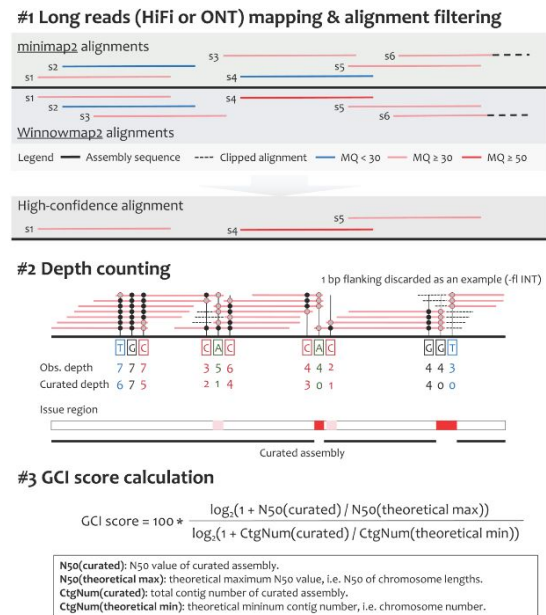 #1 Long reads (HiFi or ONT) mapping & alignment filtering
minimap2 alignments
s3
s6
s2
s5
s1
s4
s1
s4
s2
s5
s3
s6
Winnowmap2 alignments
Legend Assembly sequence Clipped alignment MQ < 30 MQ ≥ 30 MQ ≥ 50
High-confidence alignment
s5
s1
s4
#2 Depth counting
1 bp flanking discarded as an example (-fl INT)
T G C C A C C A C G G T
Obs. depth 7 7 7 3 5 6 4 4 2 4 4 3
Curated depth 6 7 5 2 1 4 3 0 1 4 0 0
Issue region
Curated assembly
#3 GCI score calculation
GCI score = 100 * log₂(1 + N50(curated) / N50(theoretical max))
log₂(1 + CtgNum(curated) / CtgNum(theoretical min))
N50(curated): N50 value of curated assembly.
N50(theoretical max): theoretical maximum N50 value, i.e. N50 of chromosome lengths.
CtgNum(curated): total contig number of curated assembly.
CtgNum(theoretical min): theoretical mininum contig number, i.e. chromosome number.